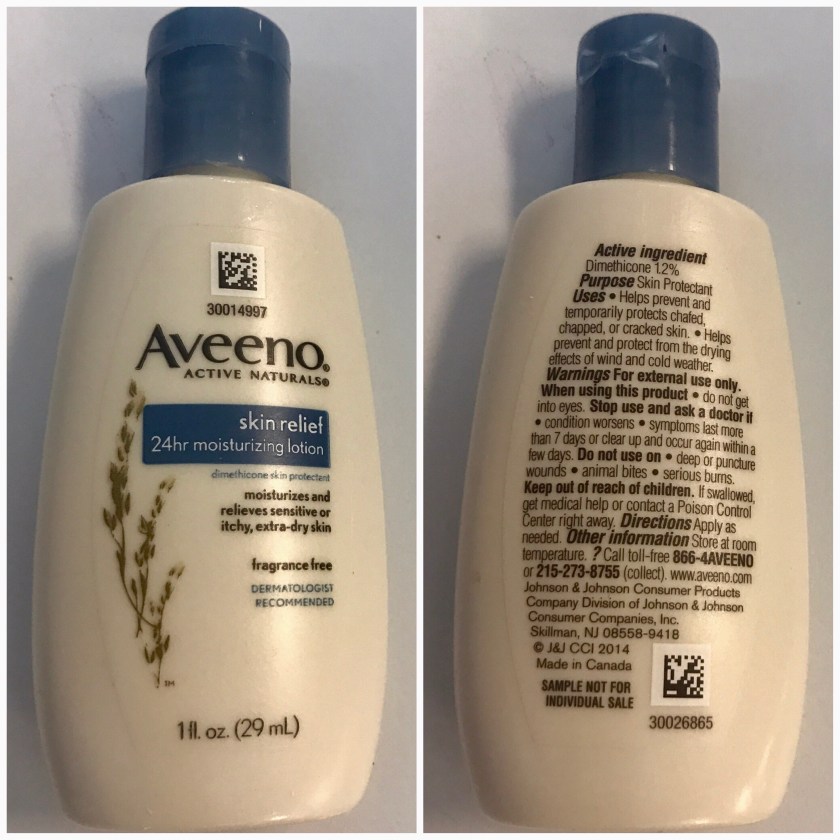 30014997
Aveeno®
ACTIVE NATURALS®
skin relief
24hr moisturizing lotion
dimethicone skin protectant
moisturizes and
relieves sensitive or
itchy, extra-dry skin
fragrance free
DERMATOLOGIST
RECOMMENDED
TM
1 fl. oz. (29 mL)
Active ingredient
Dimethicone 1.2%
Purpose Skin Protectant
Uses • Helps prevent and
temporarily protects chafed,
chapped, or cracked skin. • Helps
prevent and protect from the drying
effects of wind and cold weather.
Warnings For external use only.
When using this product • do not get
into eyes. Stop use and ask a doctor if
• condition worsens • symptoms last more
than 7 days or clear up and occur again within a
few days. Do not use on • deep or puncture
wounds • animal bites • serious burns.
Keep out of reach of children. If swallowed,
get medical help or contact a Poison Control
Center right away. Directions Apply as
needed. Other information Store at room
temperature. ? Call toll-free 866-4AVEENO
or 215-273-8755 (collect). www.aveeno.com
Johnson & Johnson Consumer Products
Company Division of Johnson & Johnson
Consumer Companies, Inc.
Skillman, NJ 08558-9418
© J&J CCI 2014
Made in Canada
SAMPLE NOT FOR
INDIVIDUAL SALE
30026865